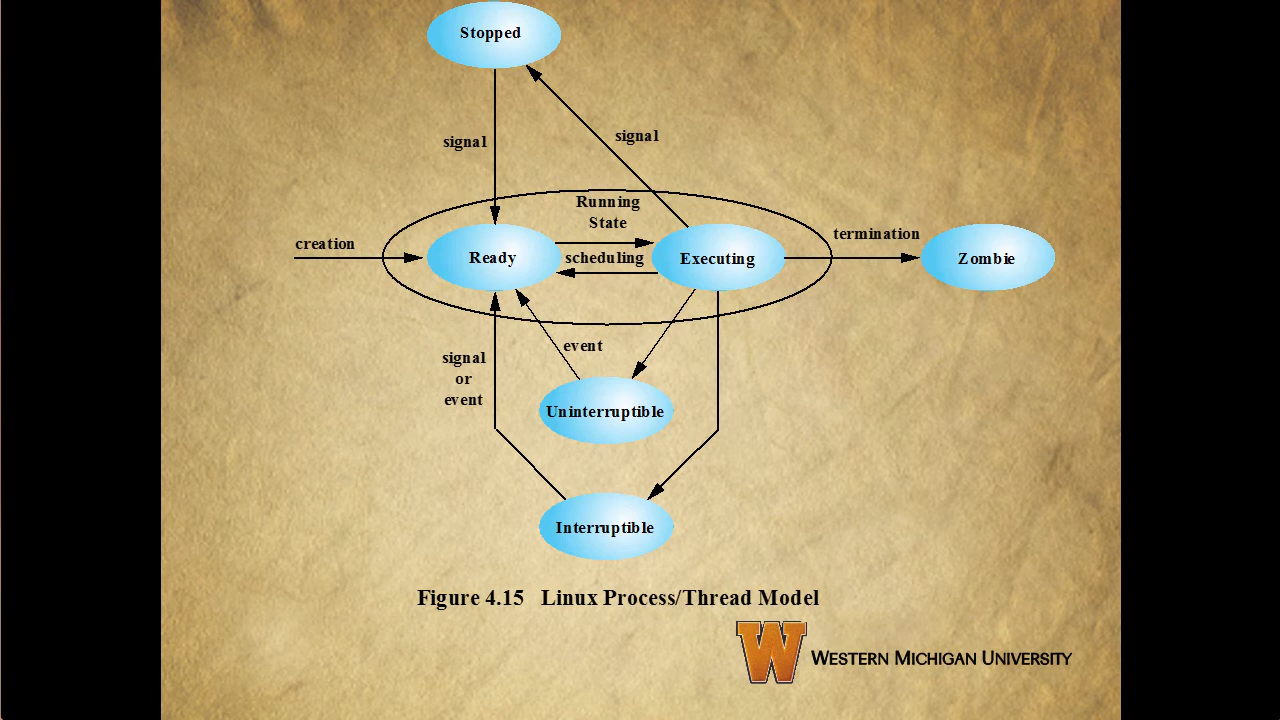 Stopped
signal
signal
Running
State
creation
termination
Ready
scheduling
Executing
Zombie
event
signal
or
event
Uninterruptible
Interruptible
Figure 4.15 Linux Process/Thread Model
W
WESTERN MICHIGAN UNIVERSITY